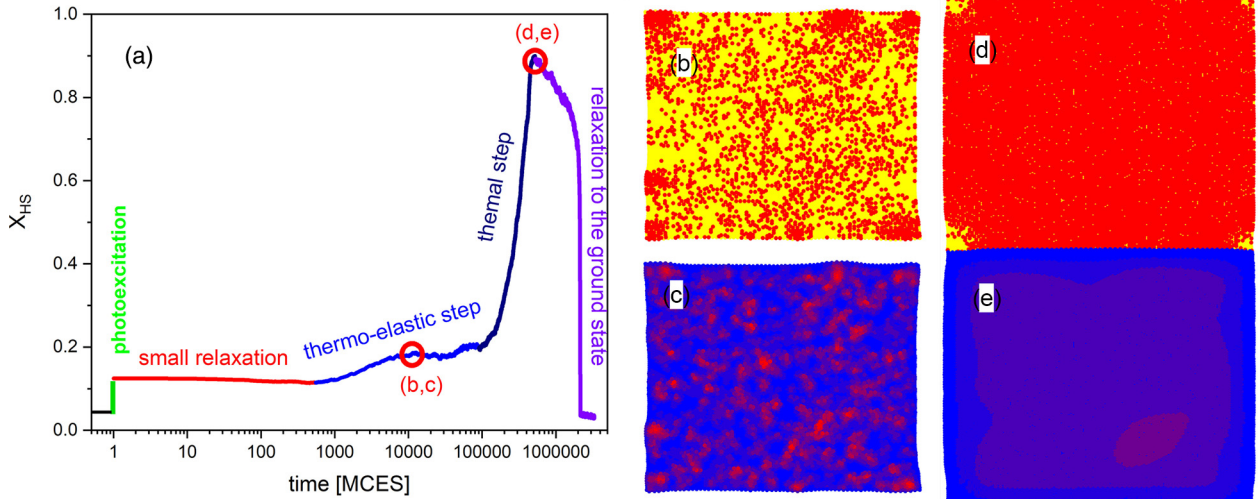 (a)
(d,e)
1.0
0.8
0.6
0.4
0.2
0.0
X_HS
photoexcitation
small relaxation
thermo-elastic step
(b,c)
themal step
relaxation to the ground state
1 10 100 1000 10000 100000 1000000
time [MCES]
(b)
(c)
(d)
(e)